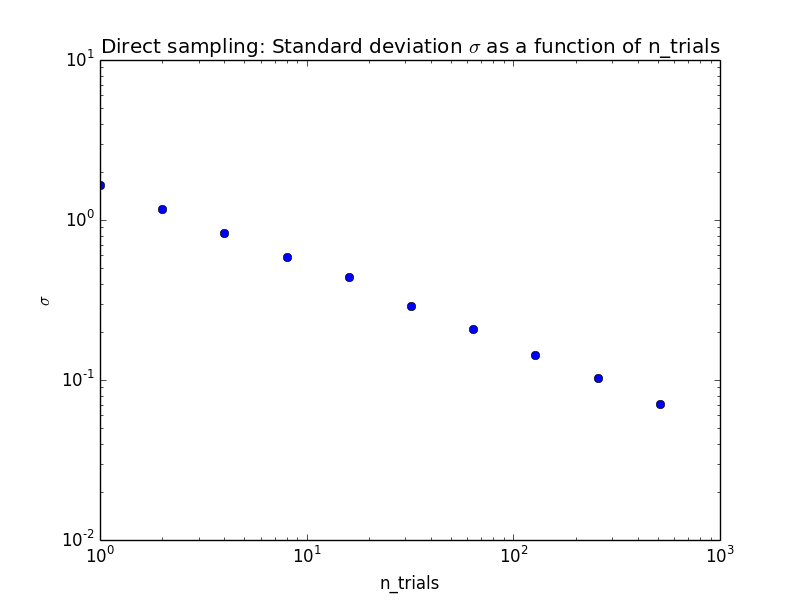 Direct sampling: Standard deviation σ as a function of n_trials
10¹
10⁰
10⁻¹
10⁻²
σ
10⁰ 10¹ 10² 10³
n_trials